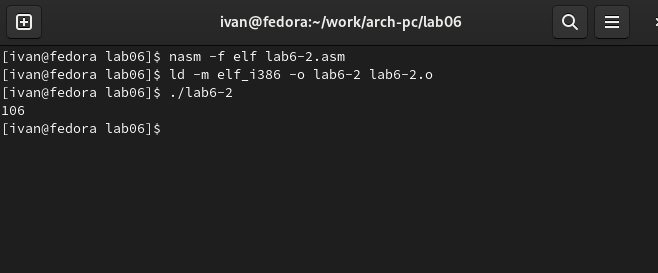 ivan@fedora:~/work/arch-pc/lab06
[ivan@fedora lab06]$ nasm -f elf lab6-2.asm
[ivan@fedora lab06]$ ld -m elf_i386 -o lab6-2 lab6-2.o
[ivan@fedora lab06]$ ./lab6-2
106
[ivan@fedora lab06]$